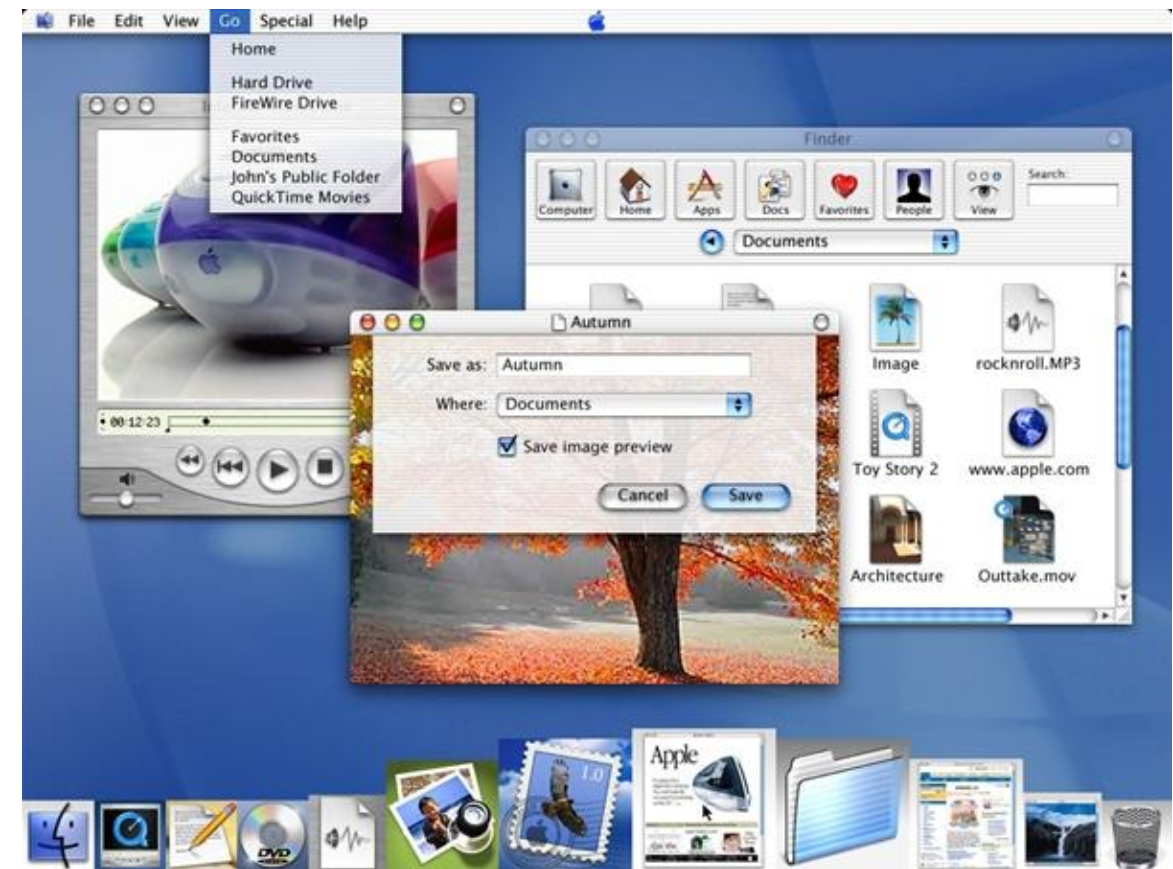 File Edit View Go Special Help
Home
Hard Drive
FireWire Drive
Favorites
Documents
John's Public Folder
QuickTime Movies
00:12:23
Finder
Computer Home Apps Docs Favorites People View
Search:
Documents
Image rocknroll.MP3
Toy Story 2 www.apple.com
Architecture Outtake.mov
Autumn
Save as: Autumn
Where: Documents
Save image preview
Cancel Save
DVD
1.0
Apple